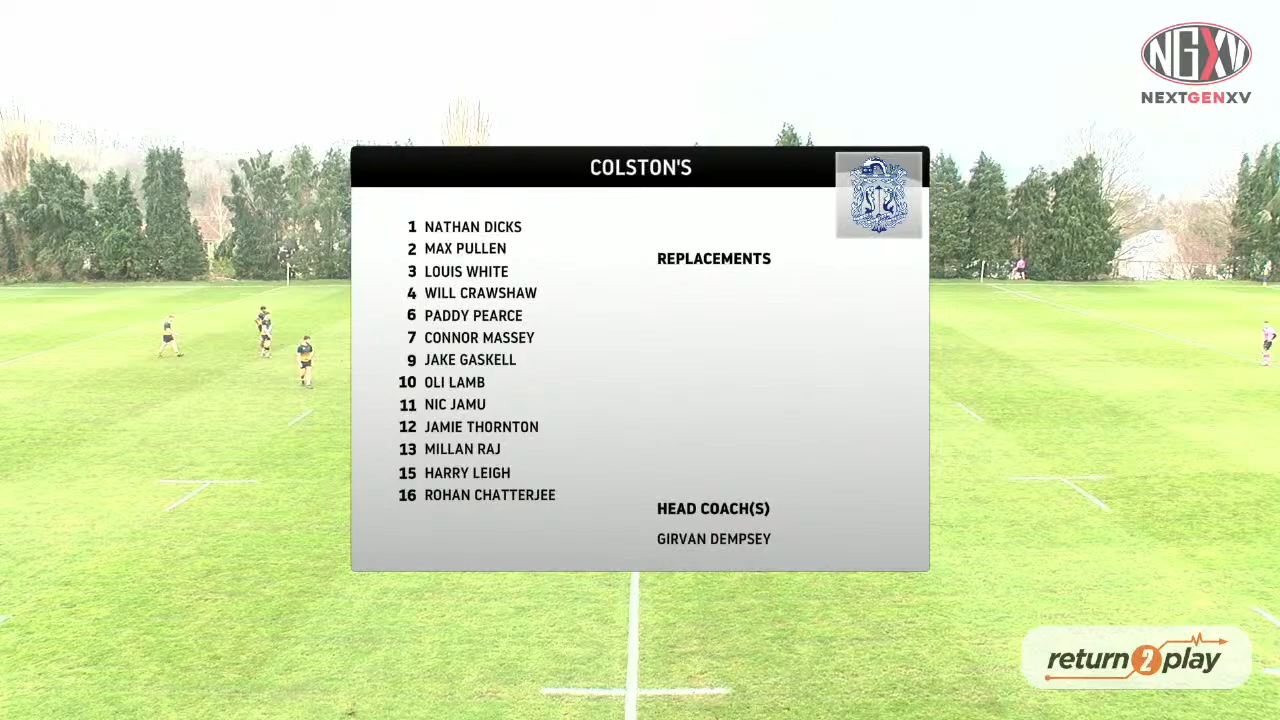 NGXV
NEXTGENXV
COLSTON'S
1 NATHAN DICKS
2 MAX PULLEN
3 LOUIS WHITE
4 WILL CRAWSHAW
6 PADDY PEARCE
7 CONNOR MASSEY
9 JAKE GASKELL
10 OLI LAMB
11 NIC JAMU
12 JAMIE THORNTON
13 MILLAN RAJ
15 HARRY LEIGH
16 ROHAN CHATTERJEE
REPLACEMENTS
HEAD COACH(S)
GIRVAN DEMPSEY
return2play